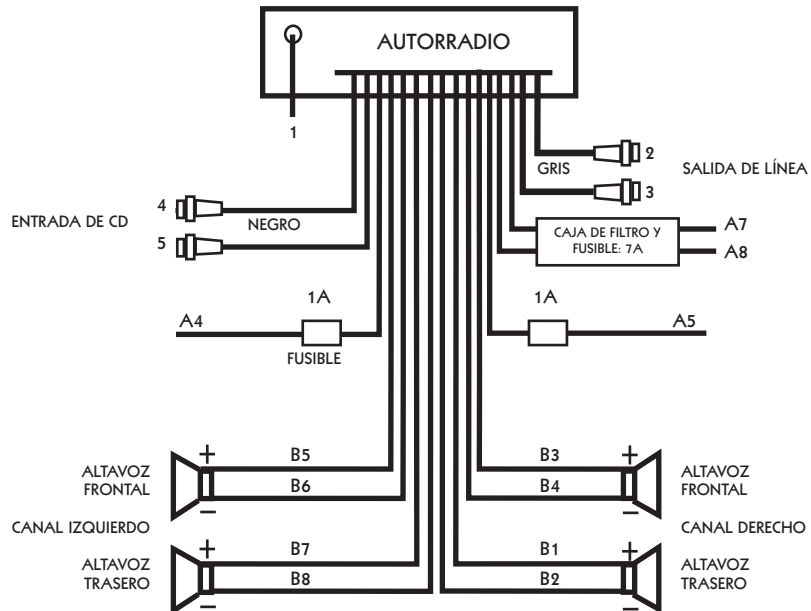 AUTORRADIO
1
GRIS
2
3
SALIDA DE LÍNEA
ENTRADA DE CD
4
5
NEGRO
CAJA DE FILTRO Y
FUSIBLE: 7A
A7
A8
A4
1A
FUSIBLE
1A
A5
ALTAVOZ
FRONTAL
+
−
B5
B6
B3
B4
+
−
ALTAVOZ
FRONTAL
CANAL IZQUIERDO
CANAL DERECHO
ALTAVOZ
TRASERO
+
−
B7
B8
B1
B2
+
−
ALTAVOZ
TRASERO